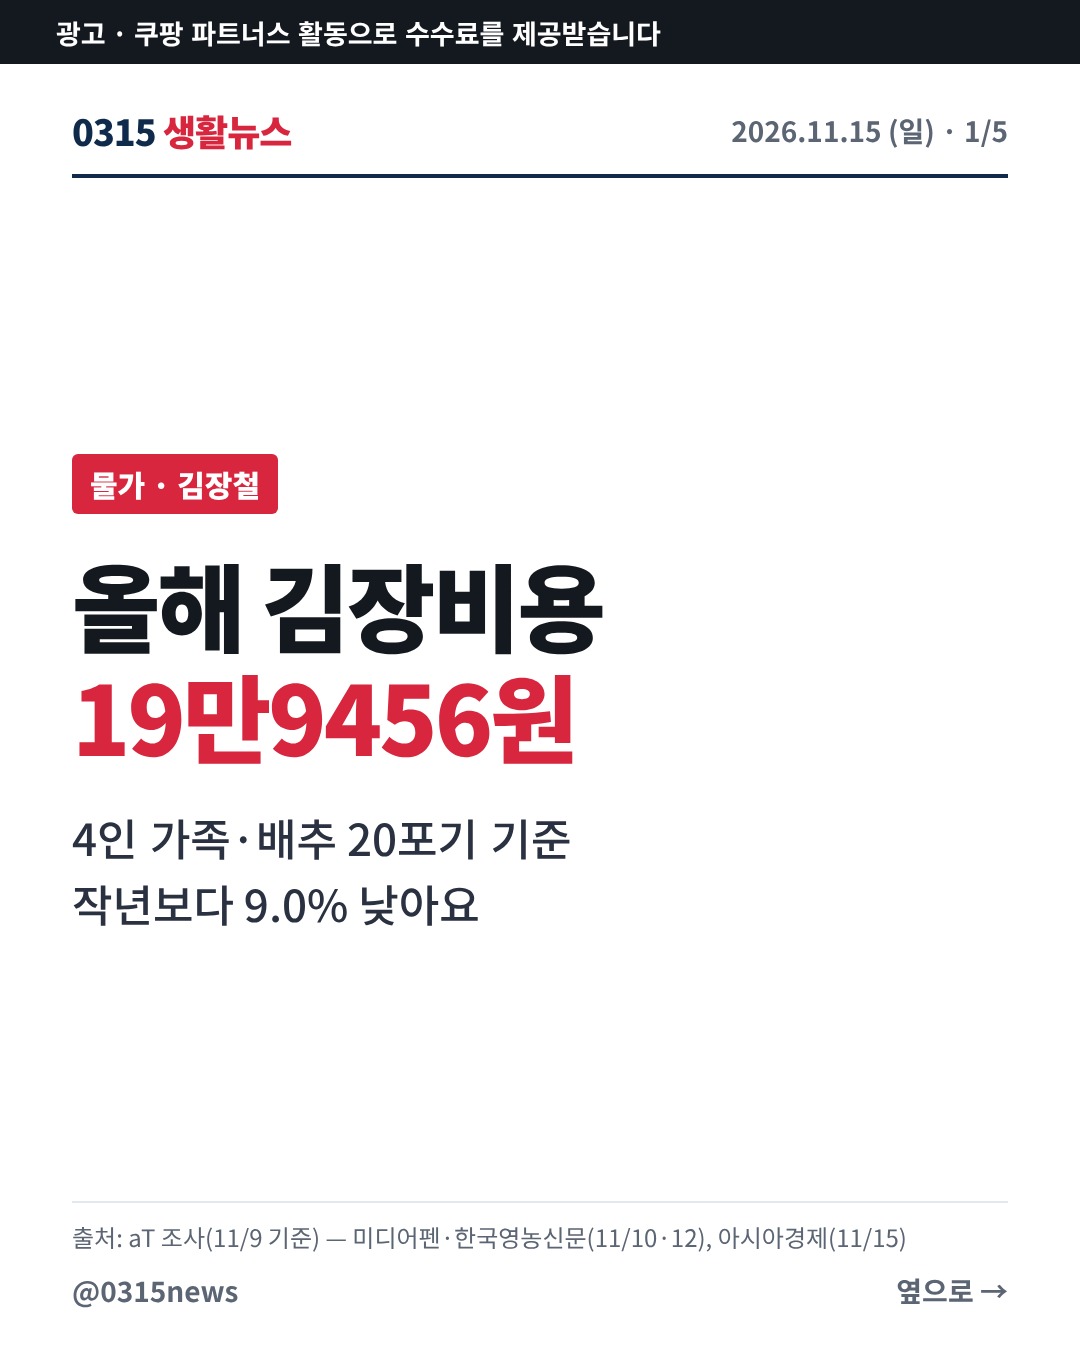 광고 · 쿠팡 파트너스 활동으로 수수료를 제공받습니다
0315 생활뉴스
2026.11.15 (일) · 1/5
물가 · 김장철
올해 김장비용
19만9456원
4인 가족·배추 20포기 기준
작년보다 9.0% 낮아요
출처: aT 조사(11/9 기준) — 미디어펜·한국영농신문(11/10·12), 아시아경제(11/15)
@0315news
옆으로 →